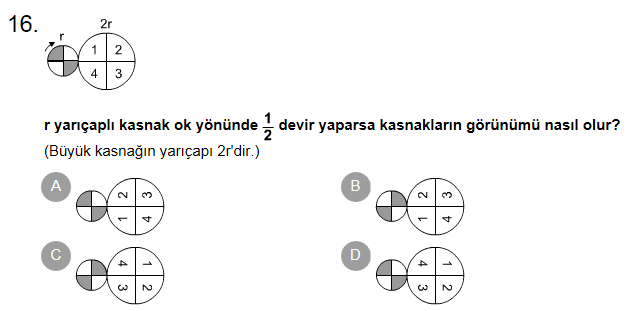 16.
r 2r
1 2
4 3
r yarıçaplı kasnak ok yönünde 1/2 devir yaparsa kasnakların görünümü nasıl olur?
(Büyük kasnağın yarıçapı 2r'dir.)
A 2 3
1 4
B 2 3
1 4
C 4 1
3 2
D 4 1
3 2